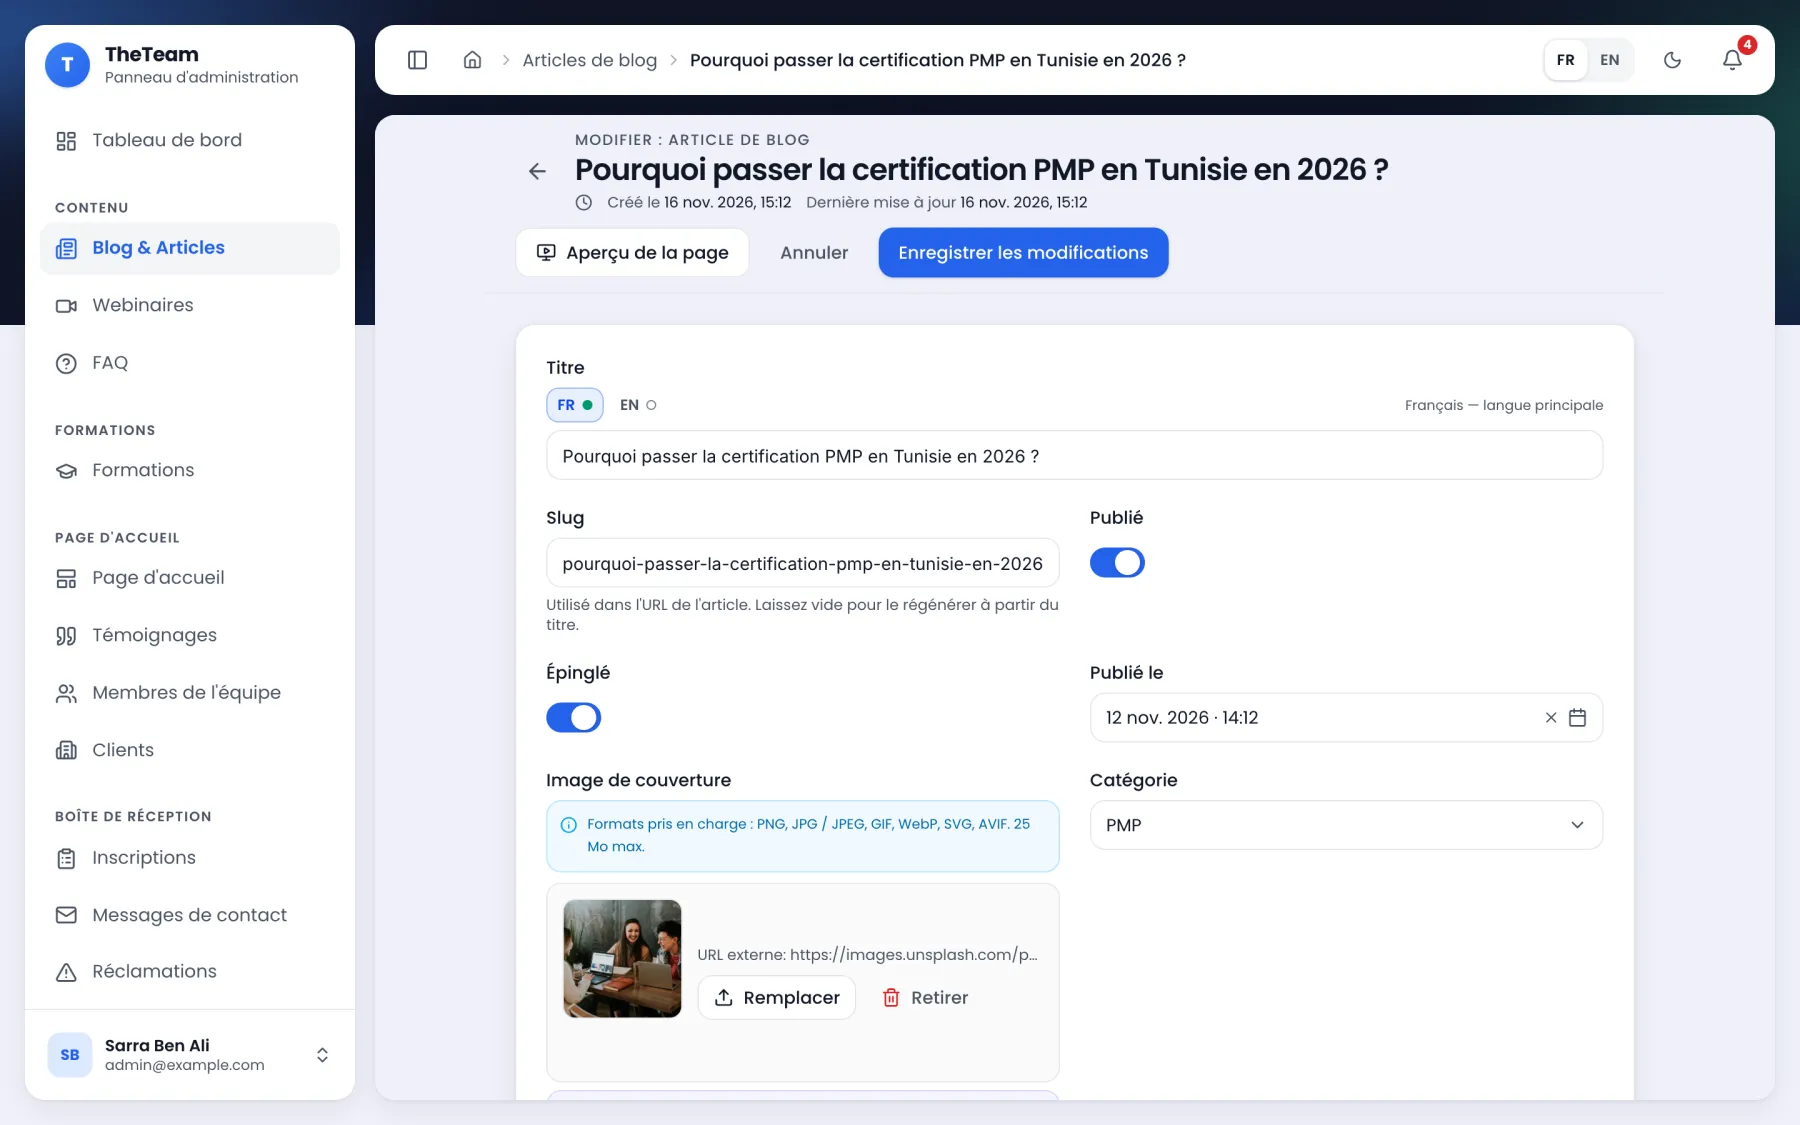 T
TheTeam
Panneau d'administration
Tableau de bord
CONTENU
Blog & Articles
Webinaires
FAQ
FORMATIONS
Formations
PAGE D'ACCUEIL
Page d'accueil
Témoignages
Membres de l'équipe
Clients
BOÎTE DE RÉCEPTION
Inscriptions
Messages de contact
Réclamations
SB
Sarra Ben Ali
admin@example.com
Articles de blog
Pourquoi passer la certification PMP en Tunisie en 2026 ?
FR EN
4
MODIFIER : ARTICLE DE BLOG
Pourquoi passer la certification PMP en Tunisie en 2026 ?
Créé le 16 nov. 2026, 15:12 Dernière mise à jour 16 nov. 2026, 15:12
Aperçu de la page
Annuler
Enregistrer les modifications
Titre
FR EN
Français — langue principale
Pourquoi passer la certification PMP en Tunisie en 2026 ?
Slug
pourquoi-passer-la-certification-pmp-en-tunisie-en-2026
Utilisé dans l'URL de l'article. Laissez vide pour le régénérer à partir du
titre.
Publié
Épinglé
Publié le
12 nov. 2026 · 14:12
Image de couverture
Formats pris en charge : PNG, JPG / JPEG, GIF, WebP, SVG, AVIF. 25
Mo max.
Catégorie
PMP
URL externe: https://images.unsplash.com/p…
Remplacer
Retirer